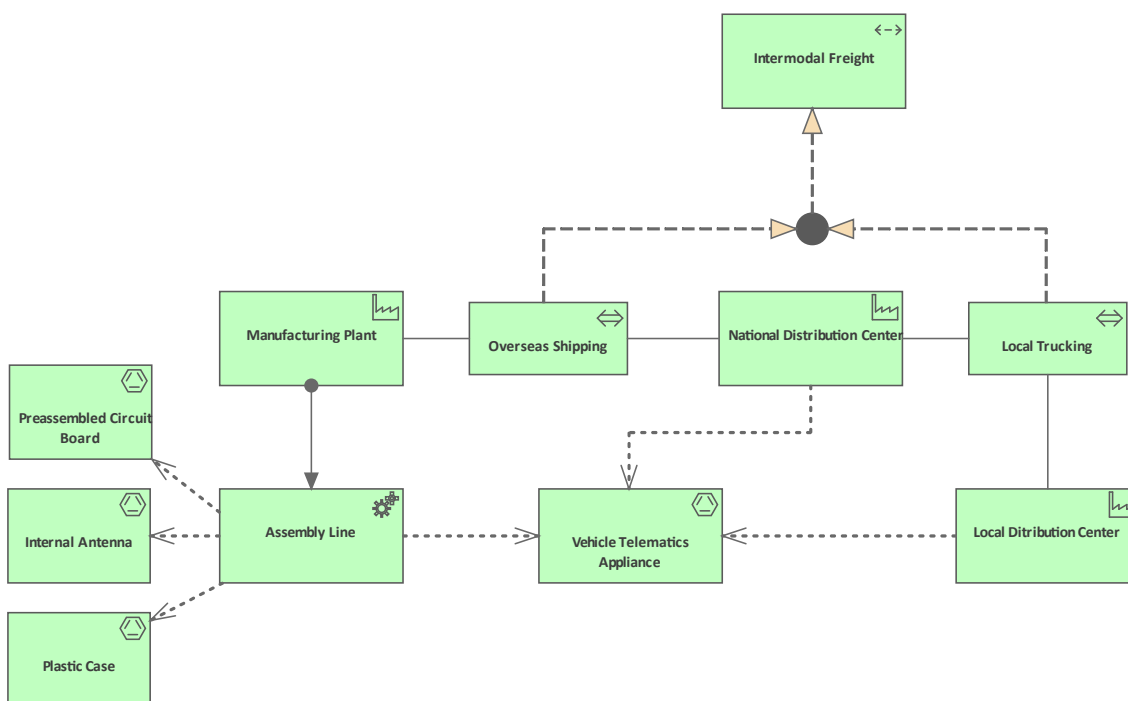 Intermodal Freight
Manufacturing Plant
Overseas Shipping
National Distribution Center
Local Trucking
Preassembled Circuit
Board
Internal Antenna
Assembly Line
Vehicle Telematics
Appliance
Local Ditribution Center
Plastic Case